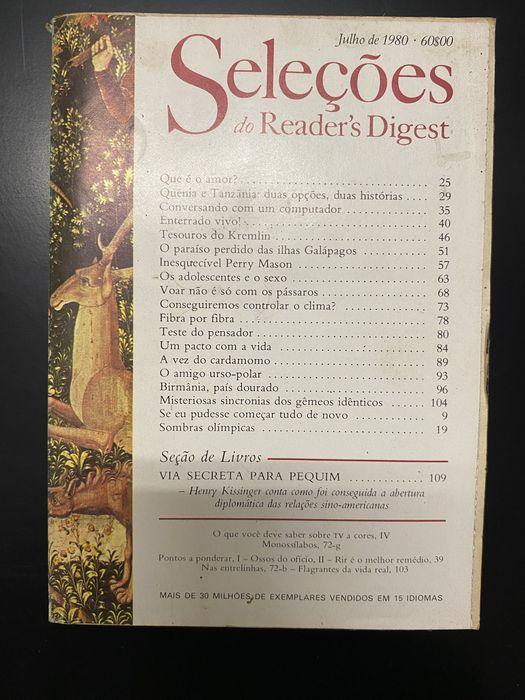 Julho de 1980 · 60$00
Seleções
do Reader's Digest
Que é o amor? 25
Quênia e Tanzânia: duas opções, duas histórias 29
Conversando com um computador 35
Enterrado vivo! 40
Tesouros do Kremlin 46
O paraíso perdido das ilhas Galápagos 51
Inesquecível Perry Mason 57
Os adolescentes e o sexo 63
Voar não é só com os pássaros 68
Conseguiremos controlar o clima? 73
Fibra por fibra 78
Teste do pensador 80
Um pacto com a vida 84
A vez do cardamomo 89
O amigo urso-polar 93
Birmânia, país dourado 96
Misteriosas sincronias dos gêmeos idênticos 104
Se eu pudesse começar tudo de novo 9
Sombras olímpicas 19
Seção de Livros
VIA SECRETA PARA PEQUIM 109
– Henry Kissinger conta como foi conseguida a abertura
diplomática das relações sino-americanas
O que você deve saber sobre TV a cores, IV
Monossílabos, 72-g
Pontos a ponderar, I – Ossos do ofício, II – Rir é o melhor remédio, 39
Nas entrelinhas, 72-b – Flagrantes da vida real, 103
MAIS DE 30 MILHÕES DE EXEMPLARES VENDIDOS EM 15 IDIOMAS